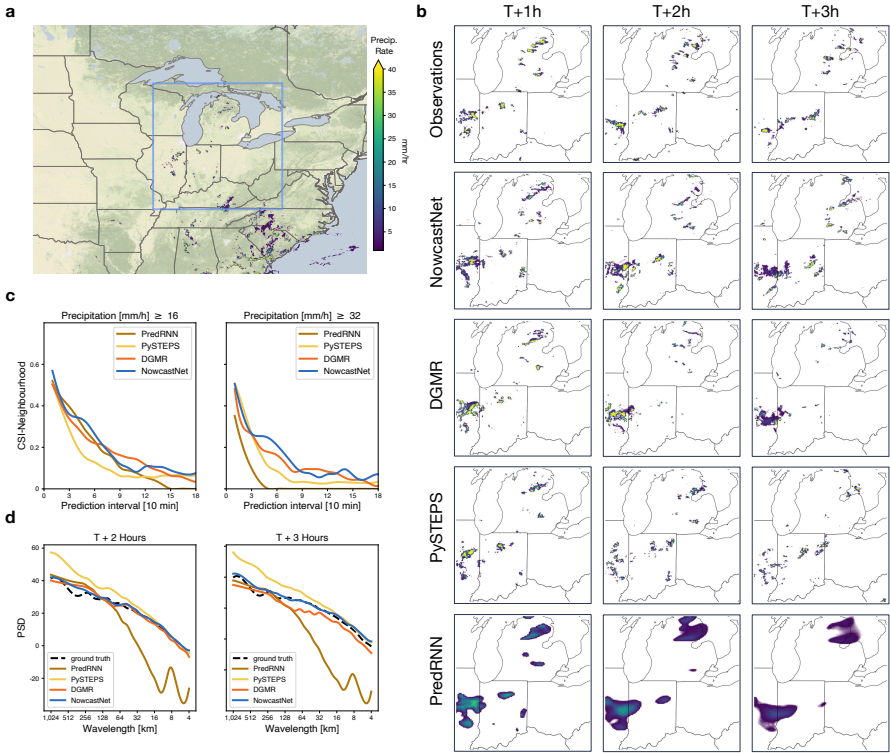 a
Precip.
Rate
40
35
30
25
20
15
10
5
mm/hr
b
T+1h
T+2h
T+3h
Observations
NowcastNet
DGMR
PySTEPS
PredRNN
c
Precipitation [mm/h] ≥ 16
Precipitation [mm/h] ≥ 32
CSI-Neighbourhood
0.6
0.4
0.2
0
PredRNN
PySTEPS
DGMR
NowcastNet
PredRNN
PySTEPS
DGMR
NowcastNet
0 3 6 9 12 15 18
0 3 6 9 12 15 18
Prediction interval [10 min]
Prediction interval [10 min]
d
T + 2 Hours
T + 3 Hours
PSD
60
40
20
0
-20
ground truth
PredRNN
PySTEPS
DGMR
NowcastNet
ground truth
PredRNN
PySTEPS
DGMR
NowcastNet
1,024 512 256 128 64 32 16 8 4
1,024 512 256 128 64 32 16 8 4
Wavelength [km]
Wavelength [km]